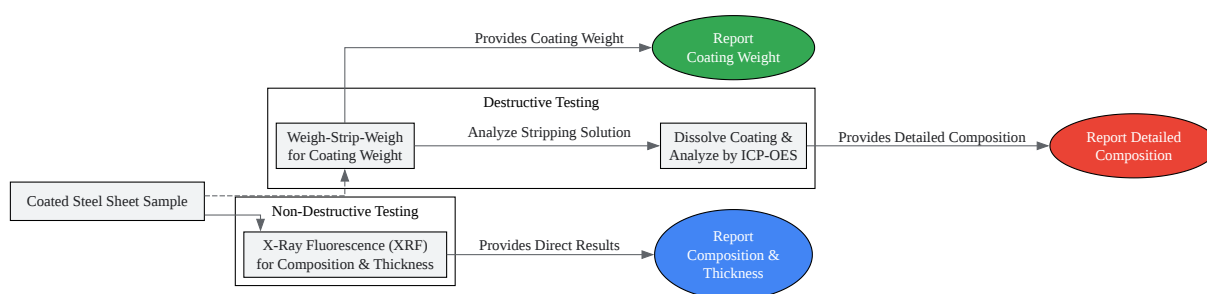 Provides Coating Weight
Report
Coating Weight
Destructive Testing
Weigh-Strip-Weigh
for Coating Weight
Analyze Stripping Solution
Dissolve Coating &
Analyze by ICP-OES
Provides Detailed Composition
Report Detailed
Composition
Coated Steel Sheet Sample
Non-Destructive Testing
X-Ray Fluorescence (XRF)
for Composition & Thickness
Provides Direct Results
Report
Composition &
Thickness